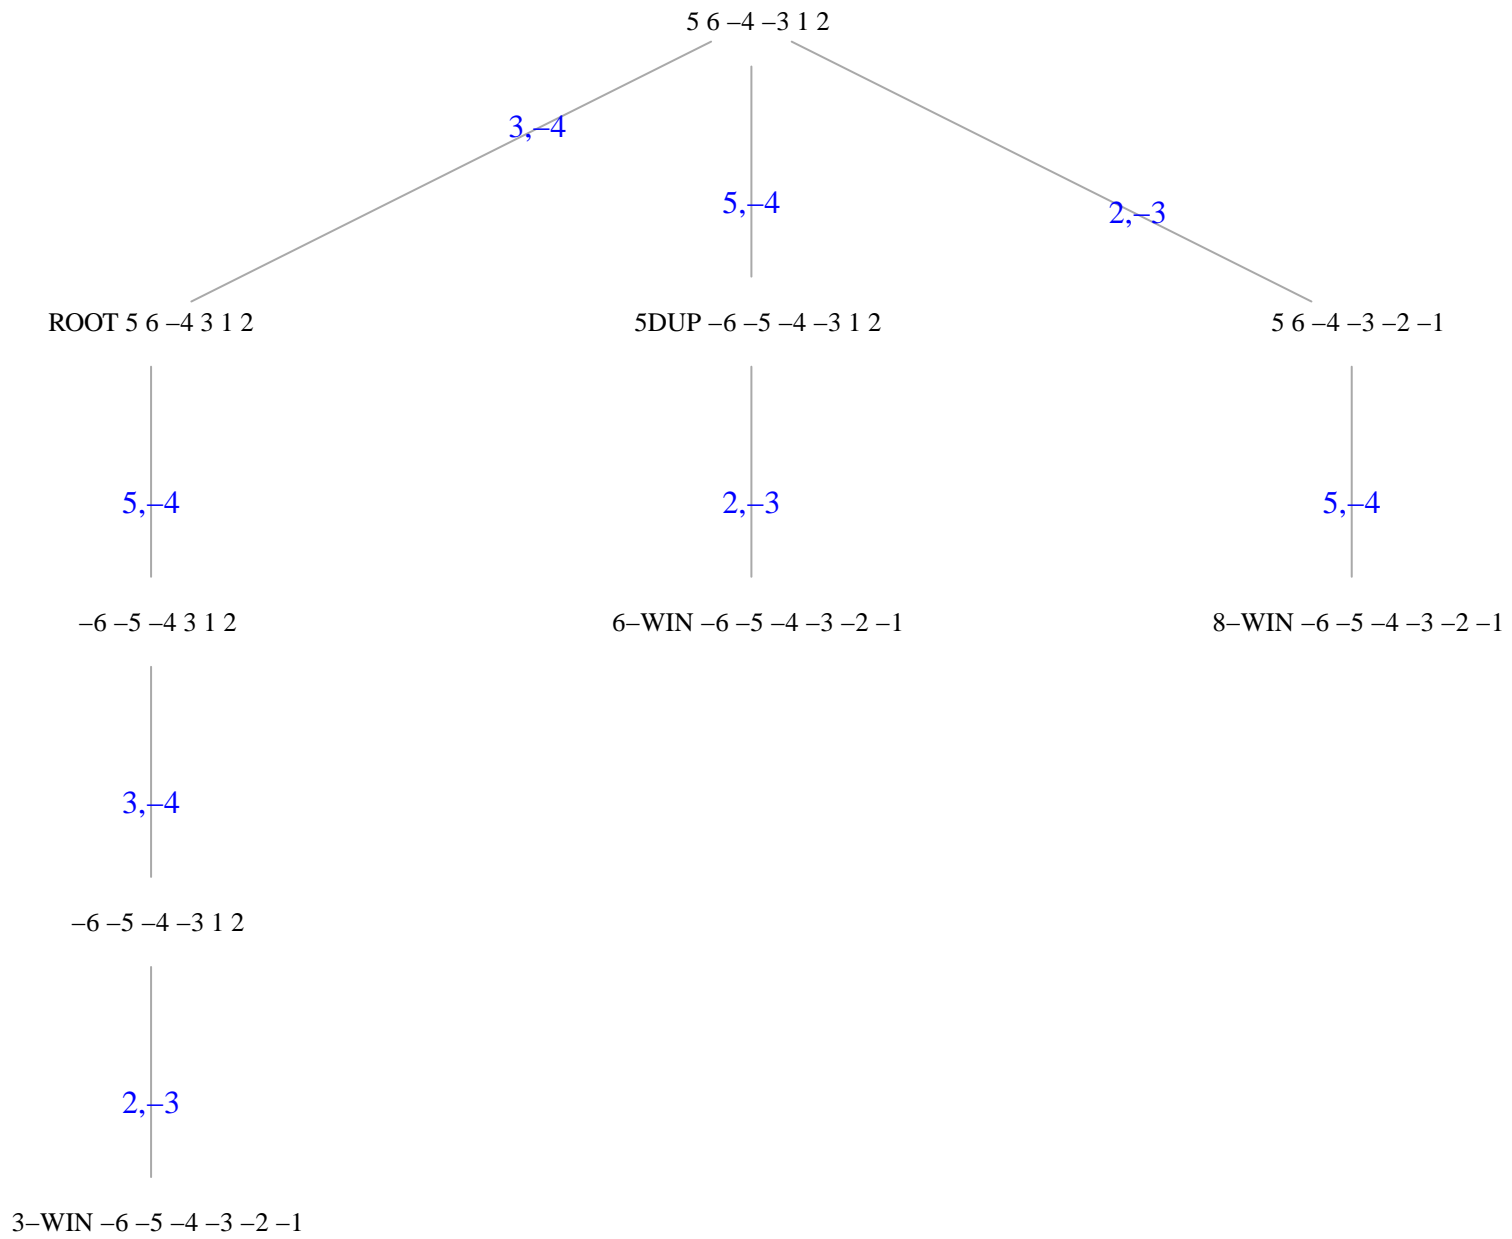 5 6 –4 –3 1 2
3,–4
5,–4
2,–3
ROOT 5 6 –4 3 1 2
5DUP –6 –5 –4 –3 1 2
5 6 –4 –3 –2 –1
5,–4
2,–3
5,–4
–6 –5 –4 3 1 2
6–WIN –6 –5 –4 –3 –2 –1
8–WIN –6 –5 –4 –3 –2 –1
3,–4
–6 –5 –4 –3 1 2
2,–3
3–WIN –6 –5 –4 –3 –2 –1